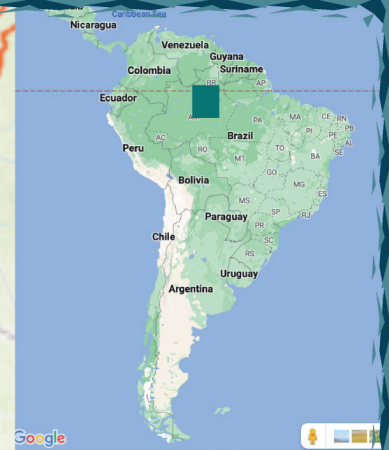 Caribbean Sea
Nicaragua
Venezuela
Guyana
Colombia
Suriname
RR
AP
Ecuador
PA
MA
CE
RN
PB
PI
PE
AL
SE
Brazil
AC
RO
TO
BA
Peru
MT
GO
Bolivia
MG
ES
MS
SP
RJ
Paraguay
PR
SC
Chile
RS
Uruguay
Argentina
Google